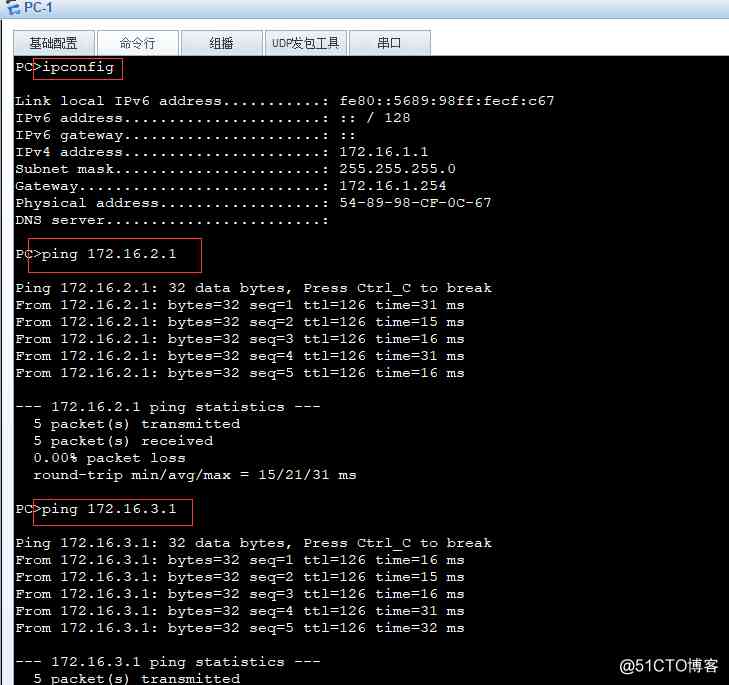 PC-1
基础配置 命令行 组播 UDP发包工具 串口
PC>ipconfig
Link local IPv6 address...........: fe80::5689:98ff:fecf:c67
IPv6 address......................: :: / 128
IPv6 gateway......................: ::
IPv4 address......................: 172.16.1.1
Subnet mask.......................: 255.255.255.0
Gateway...........................: 172.16.1.254
Physical address..................: 54-89-98-CF-0C-67
DNS server........................:
PC>ping 172.16.2.1
Ping 172.16.2.1: 32 data bytes, Press Ctrl_C to break
From 172.16.2.1: bytes=32 seq=1 ttl=126 time=31 ms
From 172.16.2.1: bytes=32 seq=2 ttl=126 time=15 ms
From 172.16.2.1: bytes=32 seq=3 ttl=126 time=16 ms
From 172.16.2.1: bytes=32 seq=4 ttl=126 time=31 ms
From 172.16.2.1: bytes=32 seq=5 ttl=126 time=16 ms
--- 172.16.2.1 ping statistics ---
5 packet(s) transmitted
5 packet(s) received
0.00% packet loss
round-trip min/avg/max = 15/21/31 ms
PC>ping 172.16.3.1
Ping 172.16.3.1: 32 data bytes, Press Ctrl_C to break
From 172.16.3.1: bytes=32 seq=1 ttl=126 time=16 ms
From 172.16.3.1: bytes=32 seq=2 ttl=126 time=15 ms
From 172.16.3.1: bytes=32 seq=3 ttl=126 time=16 ms
From 172.16.3.1: bytes=32 seq=4 ttl=126 time=31 ms
From 172.16.3.1: bytes=32 seq=5 ttl=126 time=32 ms
--- 172.16.3.1 ping statistics ---
5 packet(s) transmitted
@51CTO博客